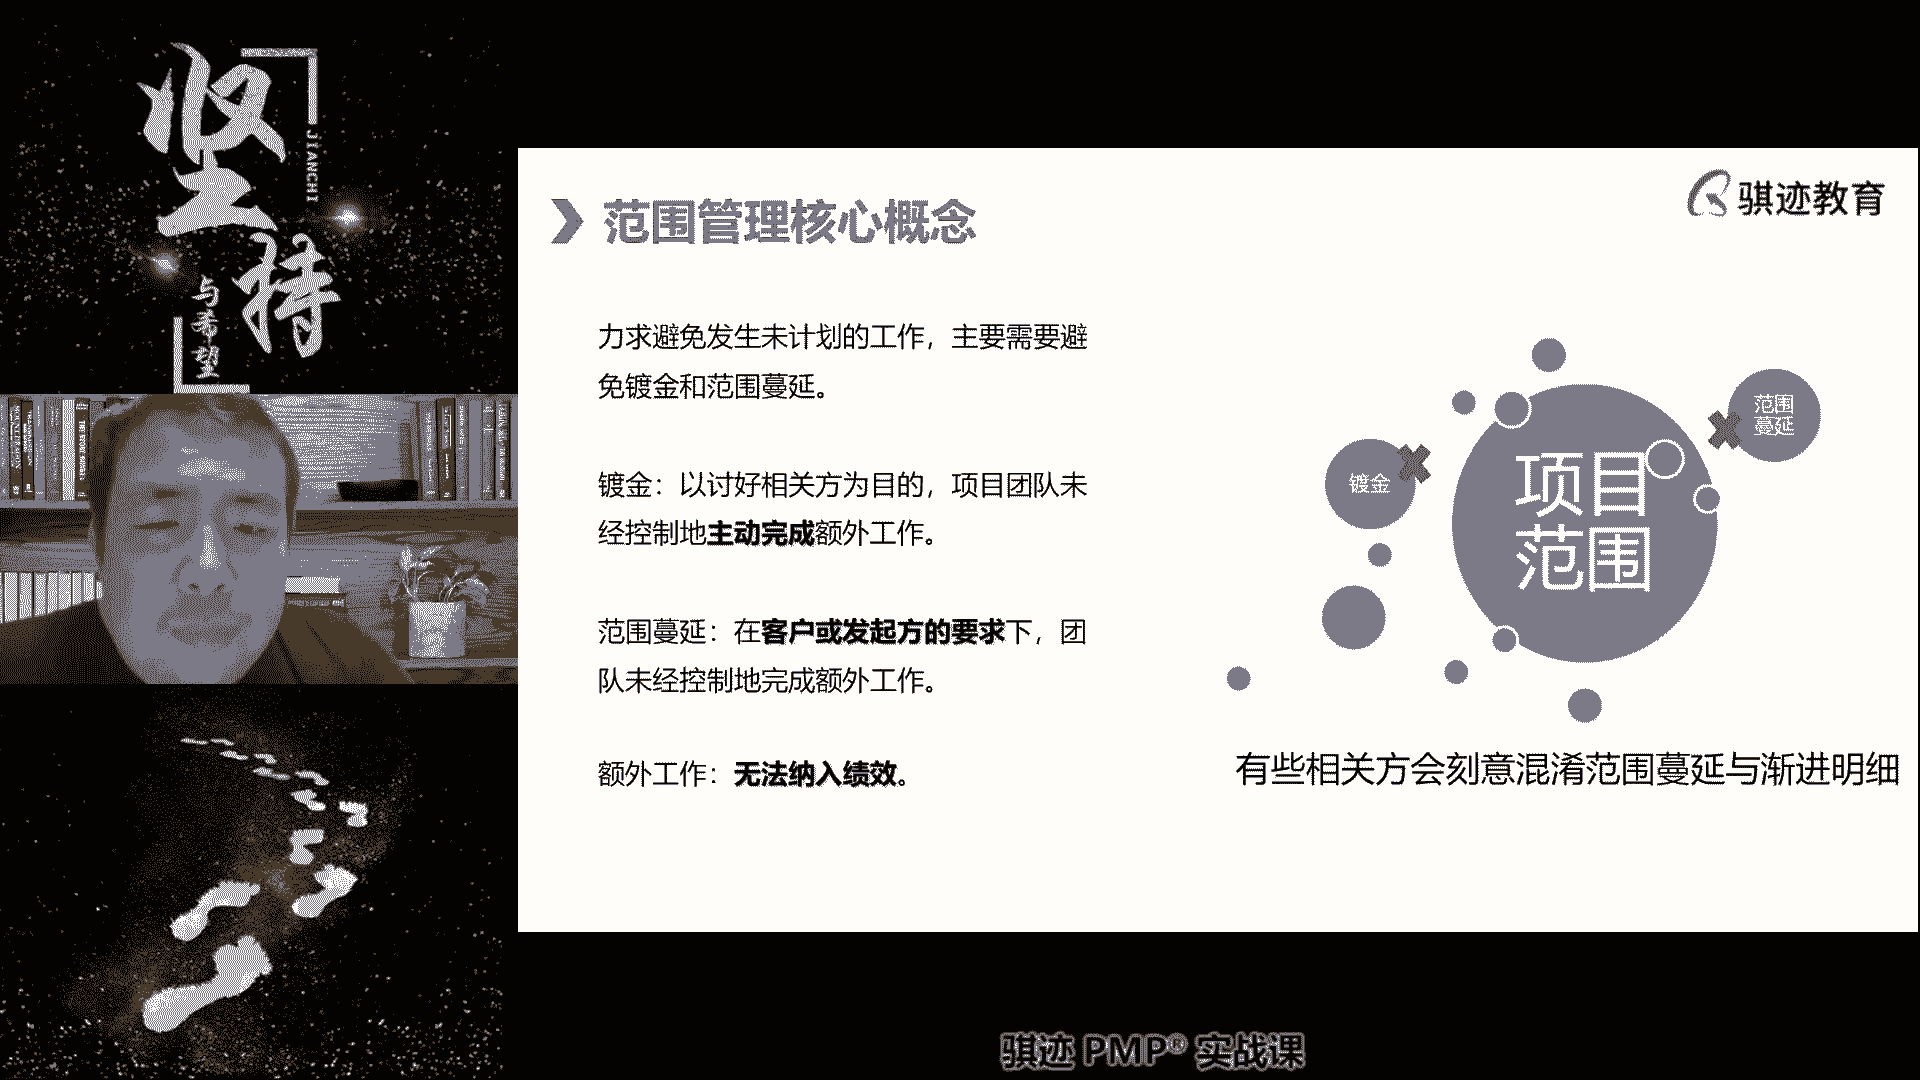 坚持
JIANCHI
与希望
骐迹教育
范围管理核心概念
力求避免发生未计划的工作，主要需要避
免镀金和范围蔓延。
镀金：以讨好相关方为目的，项目团队未
经控制地主动完成额外工作。
范围蔓延：在客户或发起方的要求下，团
队未经控制地完成额外工作。
额外工作：无法纳入绩效。
镀金
项目
范围
范围
蔓延
有些相关方会刻意混淆范围蔓延与渐进明细
骐迹 PMP® 实战课